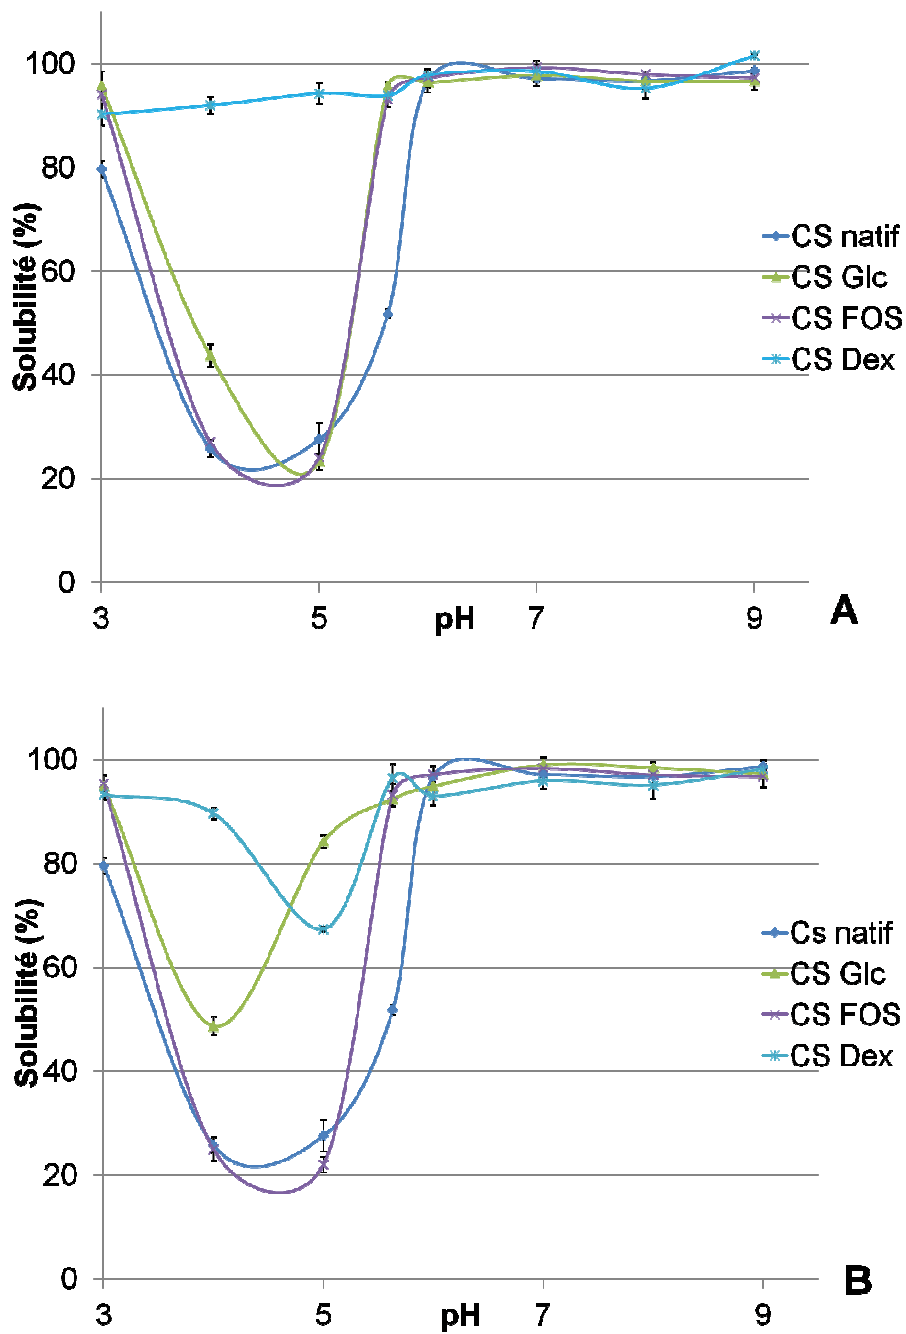 100
80
60
40
20
0
Solubilité (%)
3
5
pH
7
9
CS natif
CS Glc
CS FOS
CS Dex
A
100
80
60
40
20
0
Solubilité (%)
3
5
pH
7
9
Cs natif
CS Glc
CS FOS
CS Dex
B